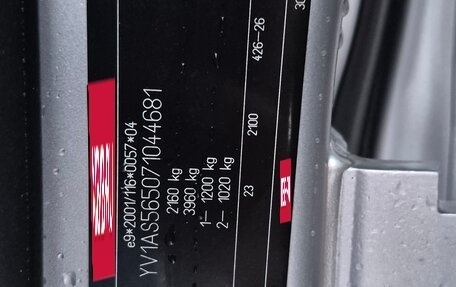 e9*2001/116*0057*04
YV1AS565071044681
2160 kg
3960 kg
1– 1200 kg
2– 1020 kg
23 2100 426-26